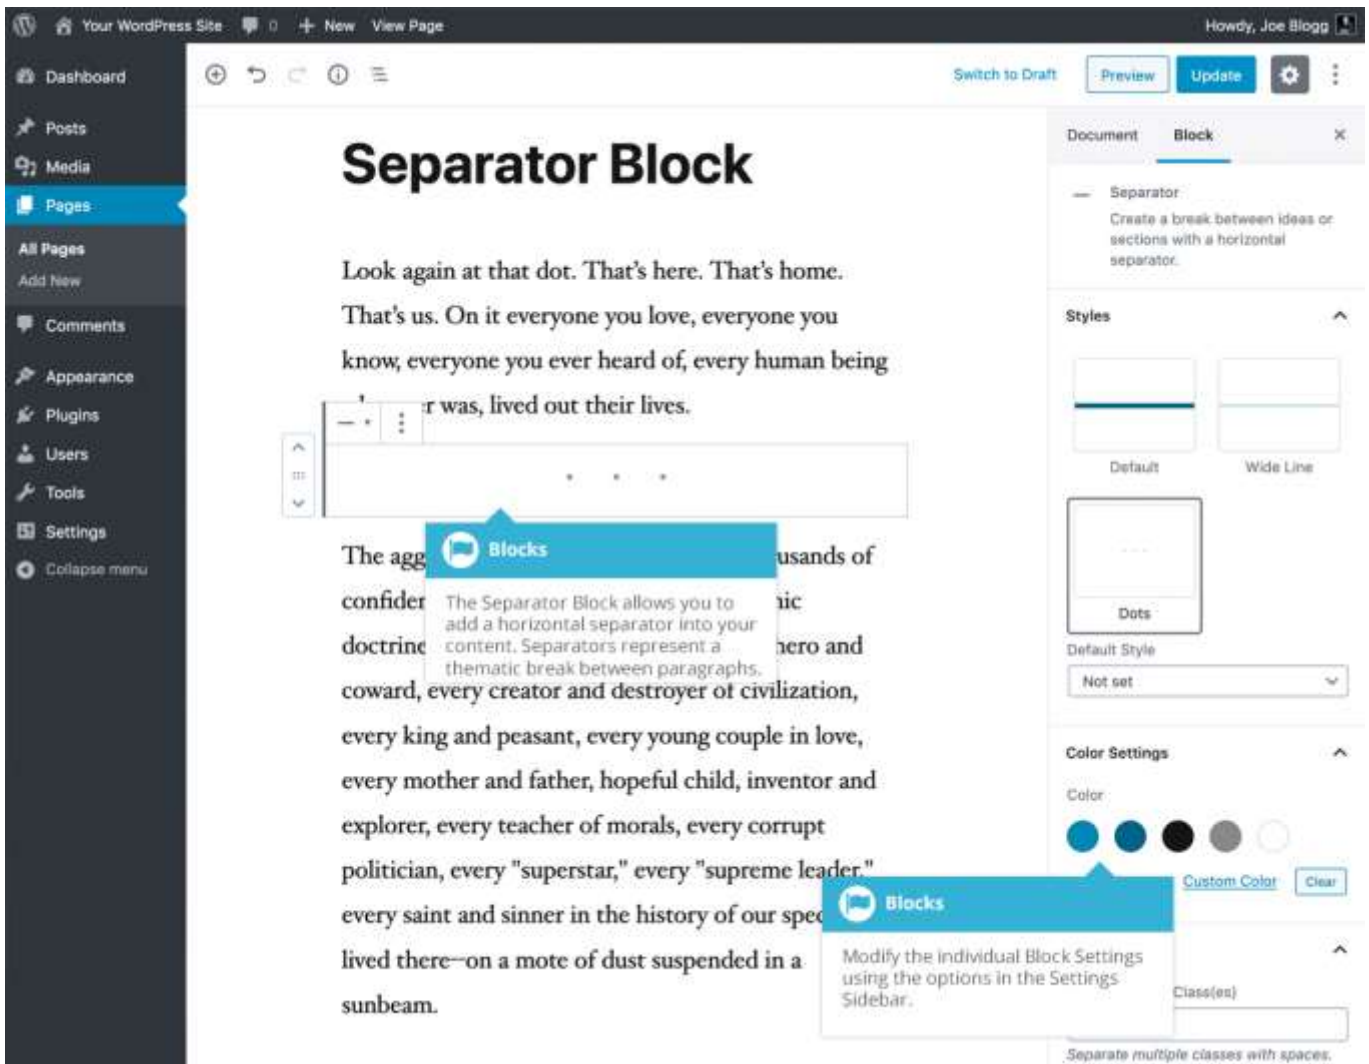 Your WordPress Site 0 + New View Page Howdy, Joe Blogg
Dashboard
Posts
Media
Pages
All Pages
Add New
Comments
Appearance
Plugins
Users
Tools
Settings
Collapse menu
Switch to Draft Preview Update
Separator Block
Look again at that dot. That's here. That's home.
That's us. On it everyone you love, everyone you
know, everyone you ever heard of, every human being
r was, lived out their lives.
Blocks
The Separator Block allows you to
add a horizontal separator into your
content. Separators represent a
thematic break between paragraphs.
The agg usands of
confiden nic
doctrine hero and
coward, every creator and destroyer of civilization,
every king and peasant, every young couple in love,
every mother and father, hopeful child, inventor and
explorer, every teacher of morals, every corrupt
politician, every "superstar," every "supreme leader,"
every saint and sinner in the history of our spec
lived there—on a mote of dust suspended in a
sunbeam.
Document Block
Separator
Create a break between ideas or
sections with a horizontal
separator.
Styles
Default Wide Line
Dots
Default Style
Not set
Color Settings
Color
Custom Color Clear
Blocks
Modify the individual Block Settings
using the options in the Settings
Sidebar.
Class(es)
Separate multiple classes with spaces.